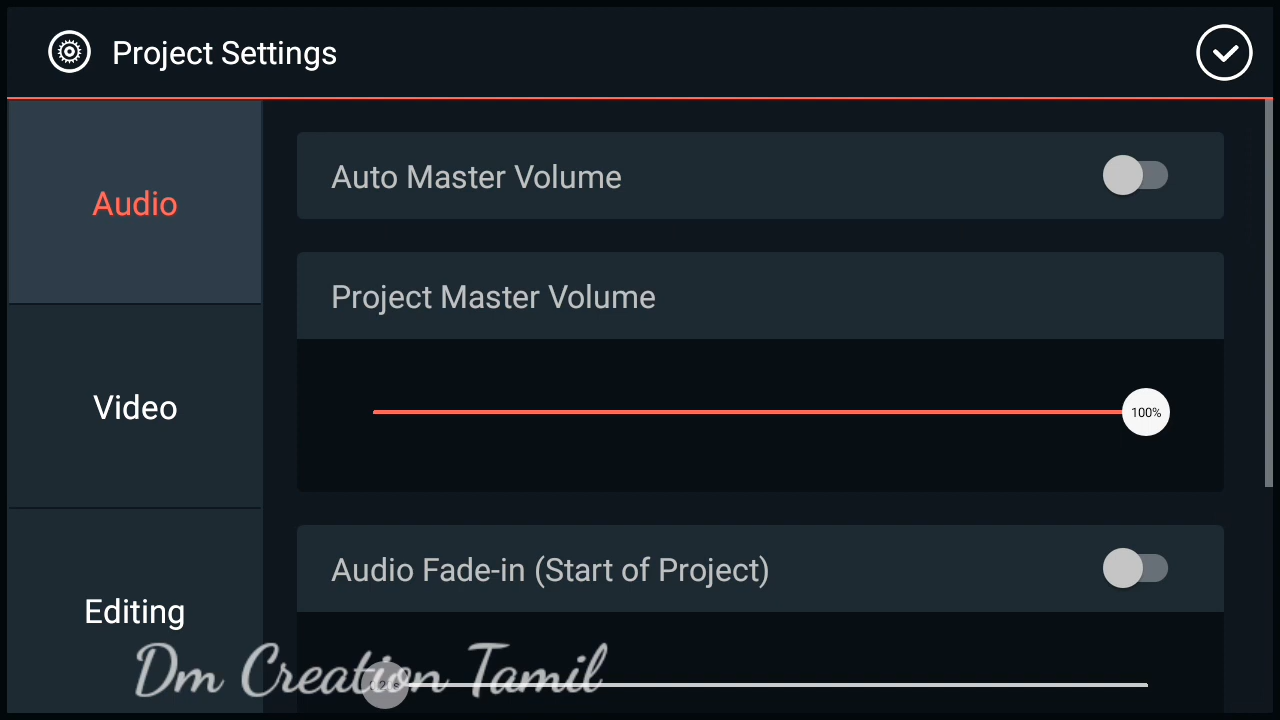 Project Settings
Audio
Auto Master Volume
Project Master Volume
Video
100%
Audio Fade-in (Start of Project)
Editing
Dm Creation Tamil